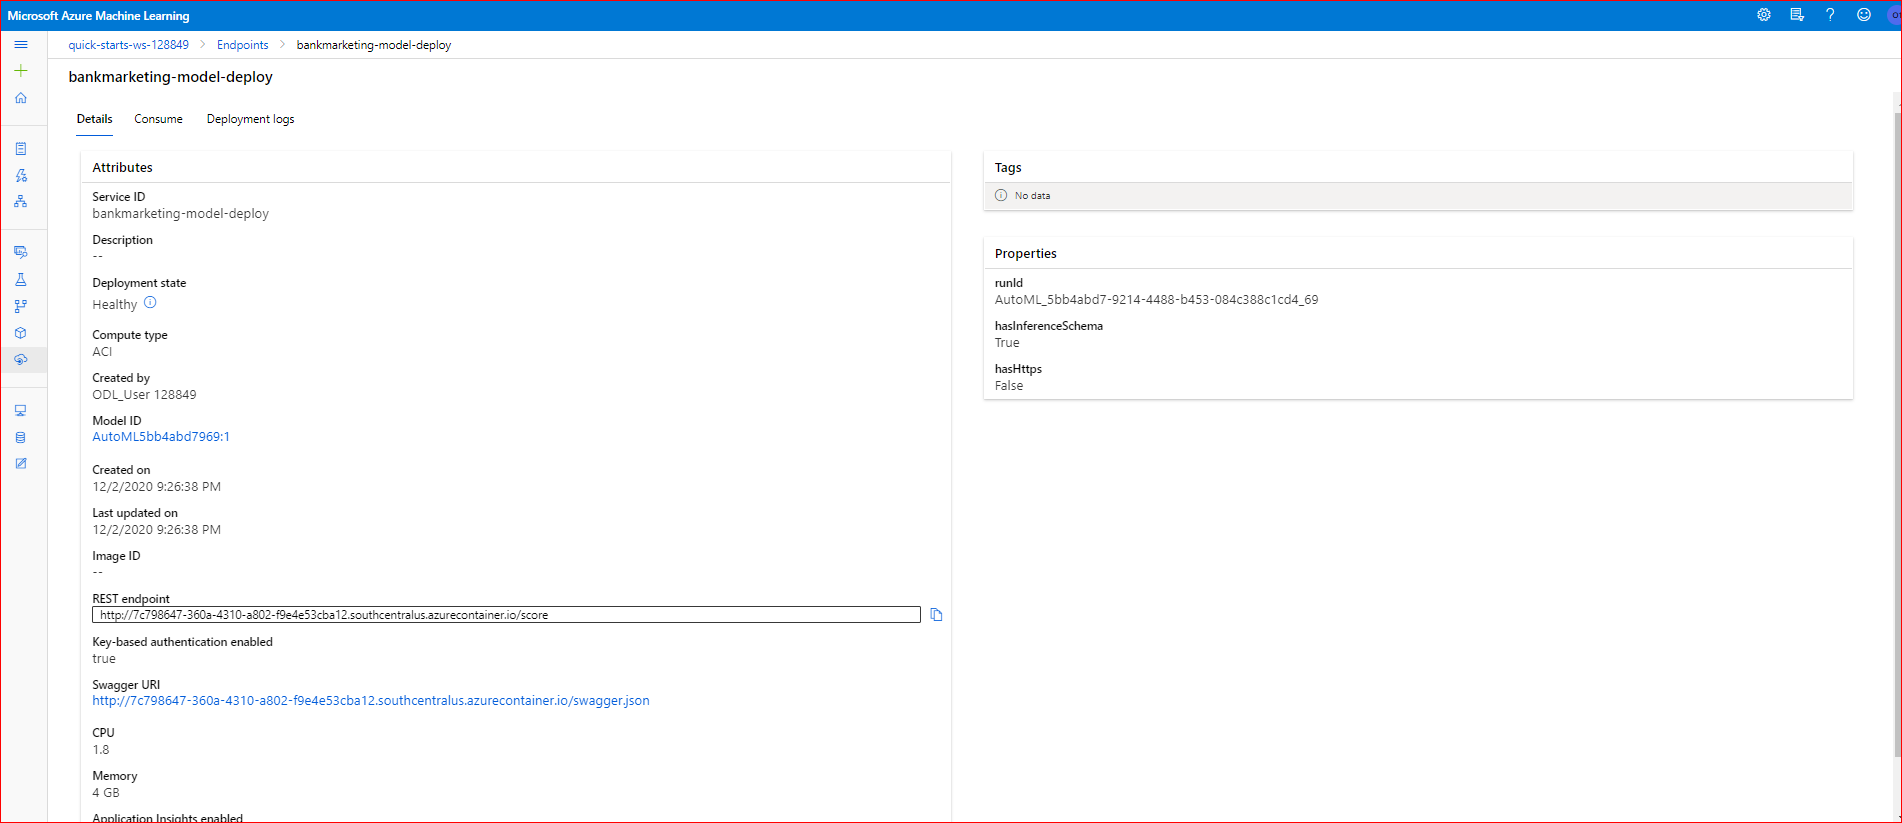 Microsoft Azure Machine Learning
quick-starts-ws-128849 > Endpoints > bankmarketing-model-deploy
bankmarketing-model-deploy
Details Consume Deployment logs
Attributes
Service ID
bankmarketing-model-deploy
Description
--
Deployment state
Healthy
Compute type
ACI
Created by
ODL_User 128849
Model ID
AutoML5bb4abd7969:1
Created on
12/2/2020 9:26:38 PM
Last updated on
12/2/2020 9:26:38 PM
Image ID
--
REST endpoint
http://7c798647-360a-4310-a802-f9e4e53cba12.southcentralus.azurecontainer.io/score
Key-based authentication enabled
true
Swagger URI
http://7c798647-360a-4310-a802-f9e4e53cba12.southcentralus.azurecontainer.io/swagger.json
CPU
1.8
Memory
4 GB
Application Insights enabled
Tags
No data
Properties
runId
AutoML_5bb4abd7-9214-4488-b453-084c388c1cd4_69
hasInferenceSchema
True
hasHttps
False